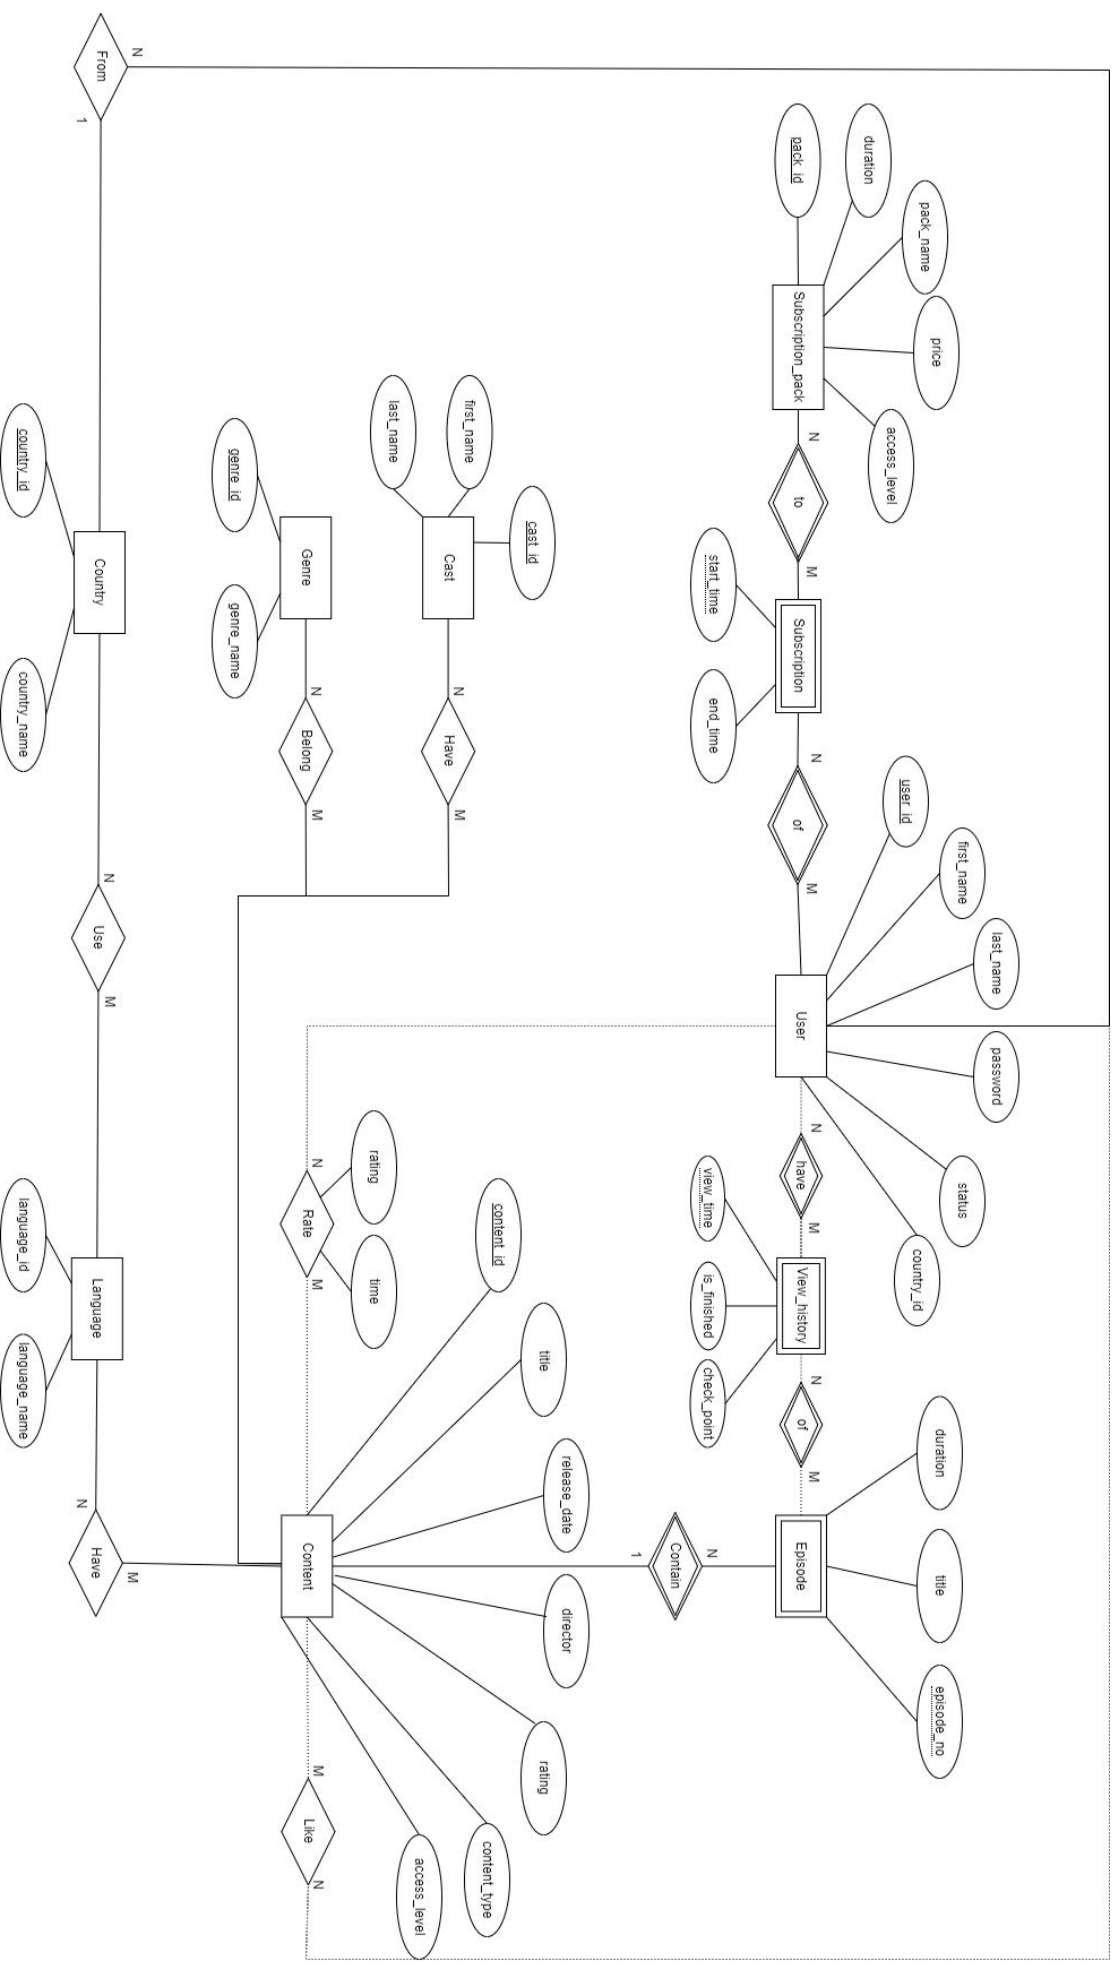 From
N
1
pack_id
duration
pack_name
price
access_level
Subscription_pack
N
to
M
start_time
end_time
Subscription
N
of
M
user_id
first_name
last_name
password
status
country_id
User
N
have
M
view_time
is_finished
check_point
View_history
N
of
M
duration
title
episode_no
Episode
N
Contain
1
first_name
last_name
cast_id
Cast
N
Have
M
genre_id
genre_name
Genre
N
Belong
M
N
Rate
M
rating
time
content_id
title
release_date
director
rating
content_type
access_level
Content
M
Like
N
country_id
country_name
Country
N
Use
M
language_id
language_name
Language
N
Have
M